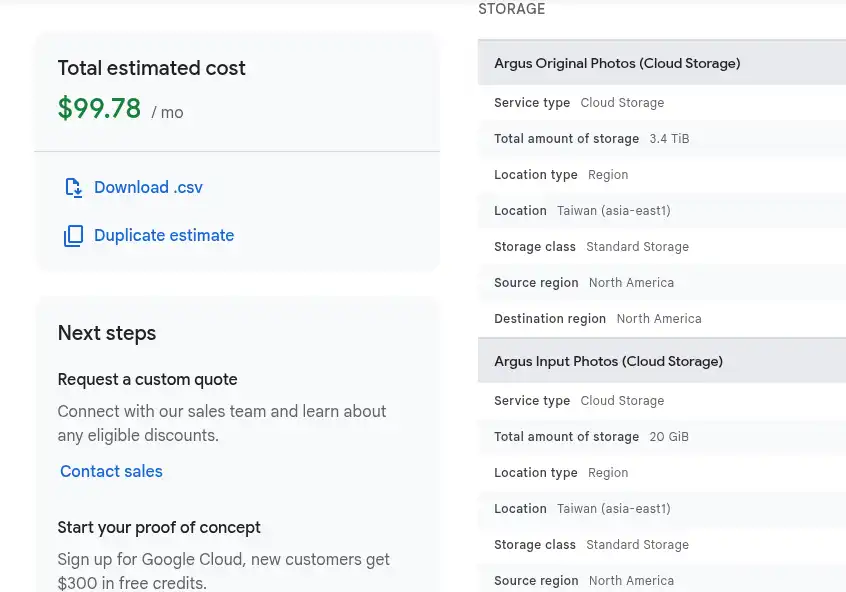 Total estimated cost
$99.78 / mo
Download .csv
Duplicate estimate
Next steps
Request a custom quote
Connect with our sales team and learn about
any eligible discounts.
Contact sales
Start your proof of concept
Sign up for Google Cloud, new customers get
$300 in free credits.
STORAGE
Argus Original Photos (Cloud Storage)
Service type Cloud Storage
Total amount of storage 3.4 TiB
Location type Region
Location Taiwan (asia-east1)
Storage class Standard Storage
Source region North America
Destination region North America
Argus Input Photos (Cloud Storage)
Service type Cloud Storage
Total amount of storage 20 GiB
Location type Region
Location Taiwan (asia-east1)
Storage class Standard Storage
Source region North America